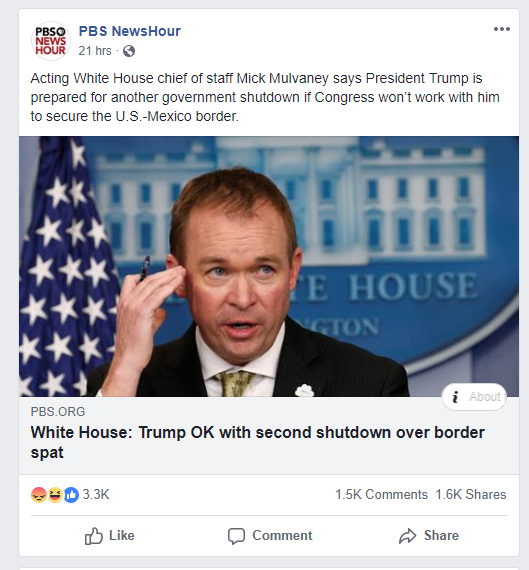 PBS
NEWS
HOUR
PBS NewsHour
21 hrs ·
Acting White House chief of staff Mick Mulvaney says President Trump is
prepared for another government shutdown if Congress won’t work with him
to secure the U.S.-Mexico border.
E HOUSE
GTON
i About
PBS.ORG
White House: Trump OK with second shutdown over border
spat
3.3K
1.5K Comments 1.6K Shares
Like Comment Share